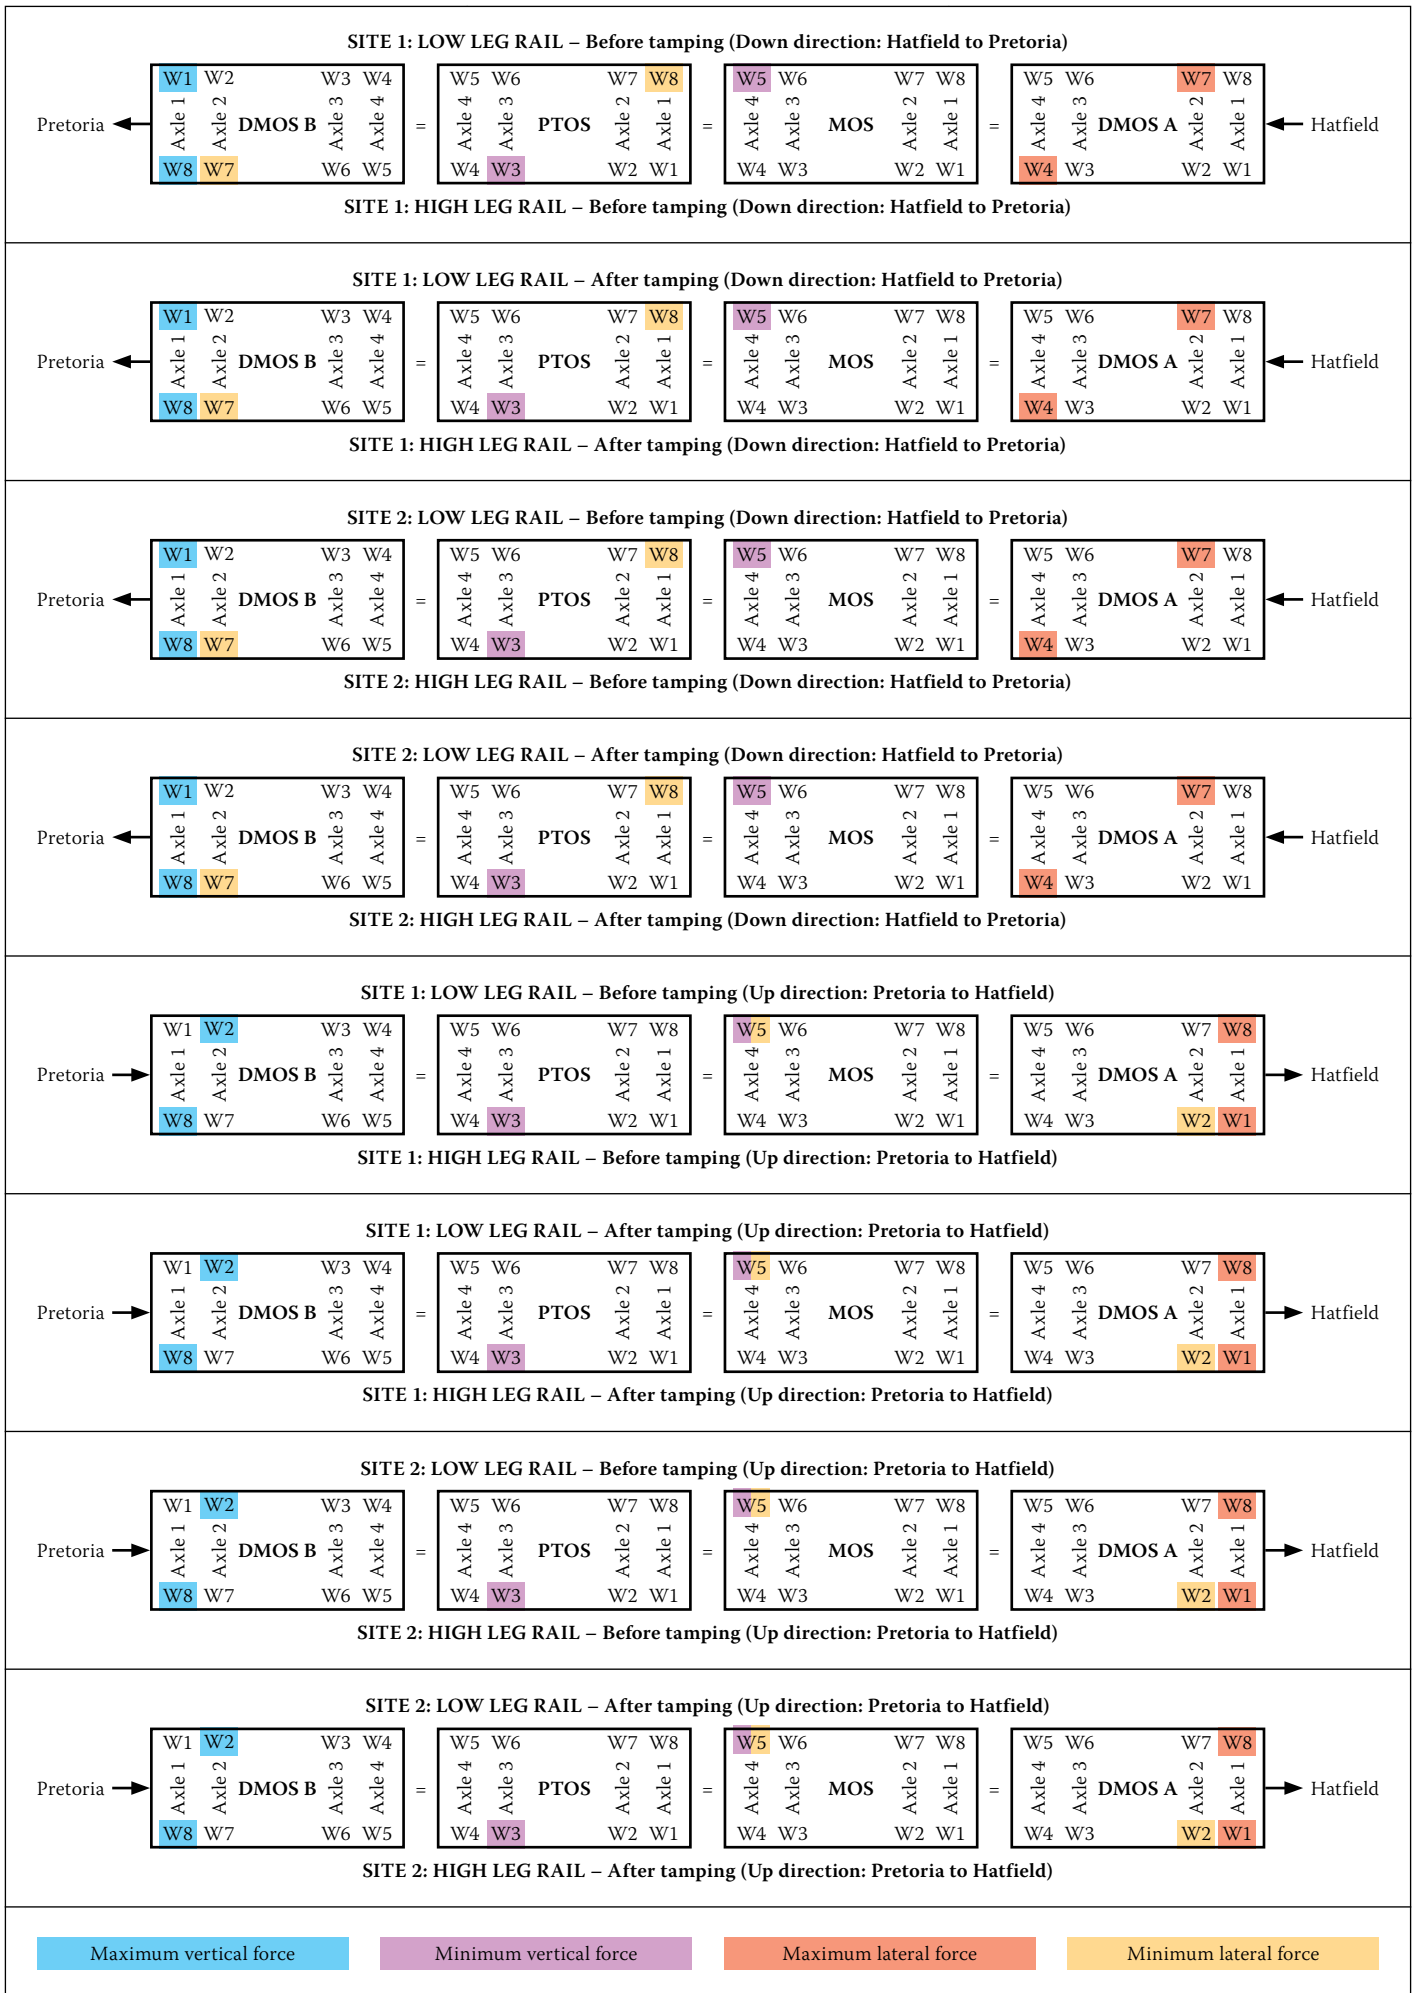 SITE 1: LOW LEG RAIL – Before tamping (Down direction: Hatfield to Pretoria)
W1 W2 W3 W4 W5 W6 W7 W8 W5 W6 W7 W8 W5 W6 W7 W8
Pretoria Axle 1 Axle 2 DMOS B Axle 3 Axle 4 = Axle 4 Axle 3 PTOS Axle 2 Axle 1 = Axle 4 Axle 3 MOS Axle 2 Axle 1 = Axle 4 Axle 3 DMOS A Axle 2 Axle 1 Hatfield
W8 W7 W6 W5 W4 W3 W2 W1 W4 W3 W2 W1 W4 W3 W2 W1
SITE 1: HIGH LEG RAIL – Before tamping (Down direction: Hatfield to Pretoria)
SITE 1: LOW LEG RAIL – After tamping (Down direction: Hatfield to Pretoria)
W1 W2 W3 W4 W5 W6 W7 W8 W5 W6 W7 W8 W5 W6 W7 W8
Pretoria Axle 1 Axle 2 DMOS B Axle 3 Axle 4 = Axle 4 Axle 3 PTOS Axle 2 Axle 1 = Axle 4 Axle 3 MOS Axle 2 Axle 1 = Axle 4 Axle 3 DMOS A Axle 2 Axle 1 Hatfield
W8 W7 W6 W5 W4 W3 W2 W1 W4 W3 W2 W1 W4 W3 W2 W1
SITE 1: HIGH LEG RAIL – After tamping (Down direction: Hatfield to Pretoria)
SITE 2: LOW LEG RAIL – Before tamping (Down direction: Hatfield to Pretoria)
W1 W2 W3 W4 W5 W6 W7 W8 W5 W6 W7 W8 W5 W6 W7 W8
Pretoria Axle 1 Axle 2 DMOS B Axle 3 Axle 4 = Axle 4 Axle 3 PTOS Axle 2 Axle 1 = Axle 4 Axle 3 MOS Axle 2 Axle 1 = Axle 4 Axle 3 DMOS A Axle 2 Axle 1 Hatfield
W8 W7 W6 W5 W4 W3 W2 W1 W4 W3 W2 W1 W4 W3 W2 W1
SITE 2: HIGH LEG RAIL – Before tamping (Down direction: Hatfield to Pretoria)
SITE 2: LOW LEG RAIL – After tamping (Down direction: Hatfield to Pretoria)
W1 W2 W3 W4 W5 W6 W7 W8 W5 W6 W7 W8 W5 W6 W7 W8
Pretoria Axle 1 Axle 2 DMOS B Axle 3 Axle 4 = Axle 4 Axle 3 PTOS Axle 2 Axle 1 = Axle 4 Axle 3 MOS Axle 2 Axle 1 = Axle 4 Axle 3 DMOS A Axle 2 Axle 1 Hatfield
W8 W7 W6 W5 W4 W3 W2 W1 W4 W3 W2 W1 W4 W3 W2 W1
SITE 2: HIGH LEG RAIL – After tamping (Down direction: Hatfield to Pretoria)
SITE 1: LOW LEG RAIL – Before tamping (Up direction: Pretoria to Hatfield)
W1 W2 W3 W4 W5 W6 W7 W8 W5 W6 W7 W8 W5 W6 W7 W8
Pretoria Axle 1 Axle 2 DMOS B Axle 3 Axle 4 = Axle 4 Axle 3 PTOS Axle 2 Axle 1 = Axle 4 Axle 3 MOS Axle 2 Axle 1 = Axle 4 Axle 3 DMOS A Axle 2 Axle 1 Hatfield
W8 W7 W6 W5 W4 W3 W2 W1 W4 W3 W2 W1 W4 W3 W2 W1
SITE 1: HIGH LEG RAIL – Before tamping (Up direction: Pretoria to Hatfield)
SITE 1: LOW LEG RAIL – After tamping (Up direction: Pretoria to Hatfield)
W1 W2 W3 W4 W5 W6 W7 W8 W5 W6 W7 W8 W5 W6 W7 W8
Pretoria Axle 1 Axle 2 DMOS B Axle 3 Axle 4 = Axle 4 Axle 3 PTOS Axle 2 Axle 1 = Axle 4 Axle 3 MOS Axle 2 Axle 1 = Axle 4 Axle 3 DMOS A Axle 2 Axle 1 Hatfield
W8 W7 W6 W5 W4 W3 W2 W1 W4 W3 W2 W1 W4 W3 W2 W1
SITE 1: HIGH LEG RAIL – After tamping (Up direction: Pretoria to Hatfield)
SITE 2: LOW LEG RAIL – Before tamping (Up direction: Pretoria to Hatfield)
W1 W2 W3 W4 W5 W6 W7 W8 W5 W6 W7 W8 W5 W6 W7 W8
Pretoria Axle 1 Axle 2 DMOS B Axle 3 Axle 4 = Axle 4 Axle 3 PTOS Axle 2 Axle 1 = Axle 4 Axle 3 MOS Axle 2 Axle 1 = Axle 4 Axle 3 DMOS A Axle 2 Axle 1 Hatfield
W8 W7 W6 W5 W4 W3 W2 W1 W4 W3 W2 W1 W4 W3 W2 W1
SITE 2: HIGH LEG RAIL – Before tamping (Up direction: Pretoria to Hatfield)
SITE 2: LOW LEG RAIL – After tamping (Up direction: Pretoria to Hatfield)
W1 W2 W3 W4 W5 W6 W7 W8 W5 W6 W7 W8 W5 W6 W7 W8
Pretoria Axle 1 Axle 2 DMOS B Axle 3 Axle 4 = Axle 4 Axle 3 PTOS Axle 2 Axle 1 = Axle 4 Axle 3 MOS Axle 2 Axle 1 = Axle 4 Axle 3 DMOS A Axle 2 Axle 1 Hatfield
W8 W7 W6 W5 W4 W3 W2 W1 W4 W3 W2 W1 W4 W3 W2 W1
SITE 2: HIGH LEG RAIL – After tamping (Up direction: Pretoria to Hatfield)
Maximum vertical force Minimum vertical force Maximum lateral force Minimum lateral force